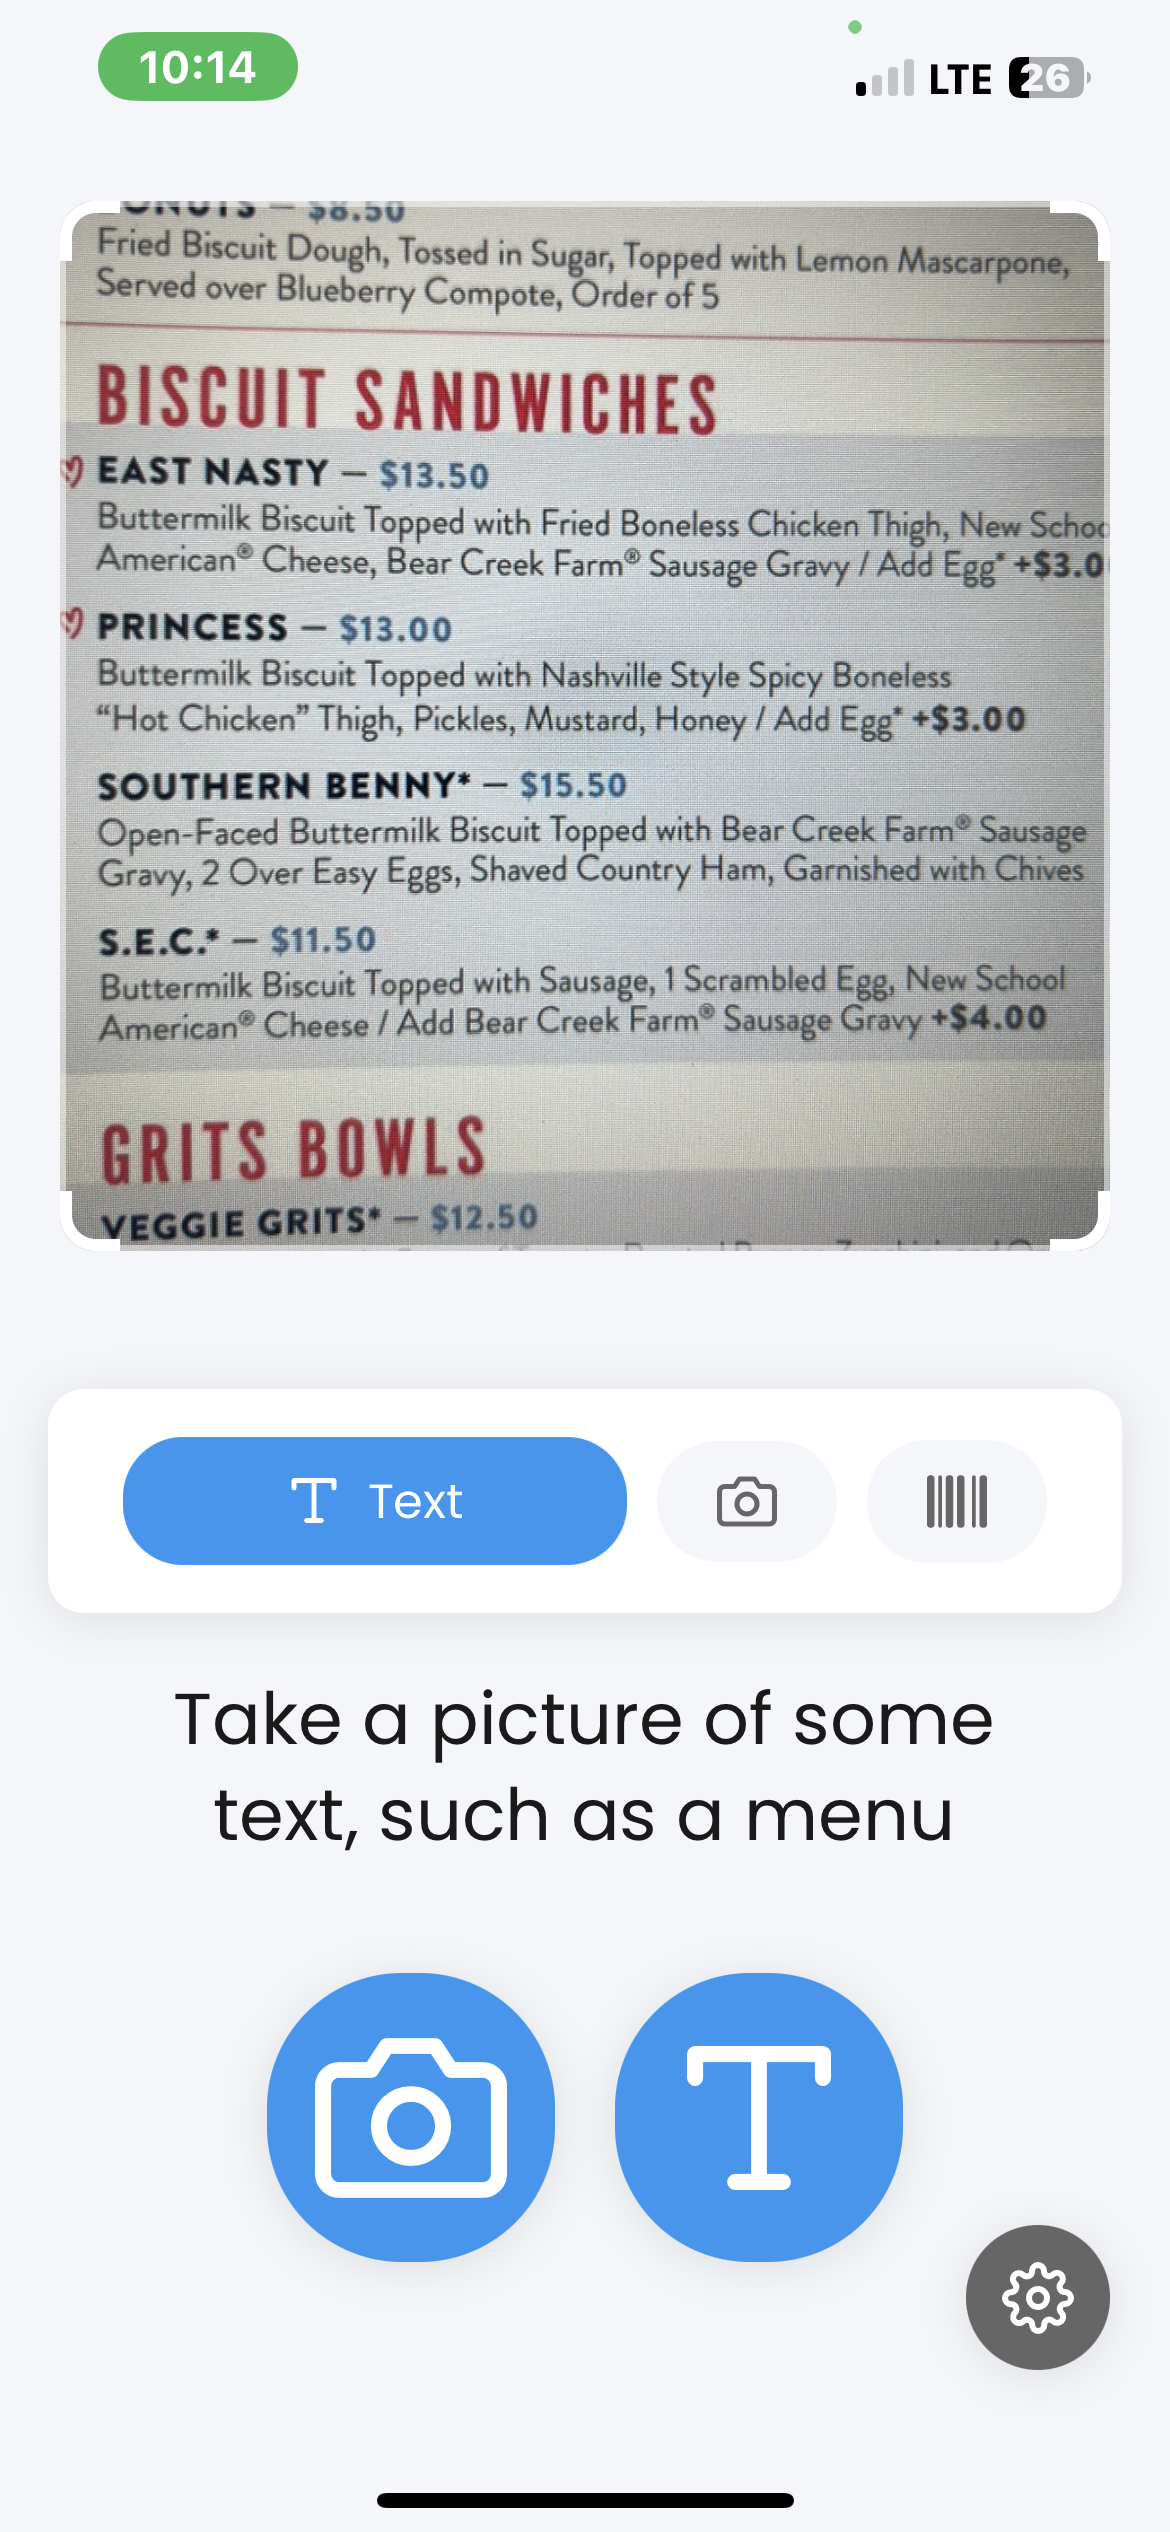 10:14
LTE 26
ONUTS — $8.50
Fried Biscuit Dough, Tossed in Sugar, Topped with Lemon Mascarpone,
Served over Blueberry Compote, Order of 5
BISCUIT SANDWICHES
EAST NASTY — $13.50
Buttermilk Biscuit Topped with Fried Boneless Chicken Thigh, New Schoo
American® Cheese, Bear Creek Farm® Sausage Gravy / Add Egg* +$3.0
PRINCESS — $13.00
Buttermilk Biscuit Topped with Nashville Style Spicy Boneless
“Hot Chicken” Thigh, Pickles, Mustard, Honey / Add Egg* +$3.00
SOUTHERN BENNY* — $15.50
Open-Faced Buttermilk Biscuit Topped with Bear Creek Farm® Sausage
Gravy, 2 Over Easy Eggs, Shaved Country Ham, Garnished with Chives
S.E.C.* — $11.50
Buttermilk Biscuit Topped with Sausage, 1 Scrambled Egg, New School
American® Cheese / Add Bear Creek Farm® Sausage Gravy +$4.00
GRITS BOWLS
VEGGIE GRITS* — $12.50
Text
Take a picture of some
text, such as a menu